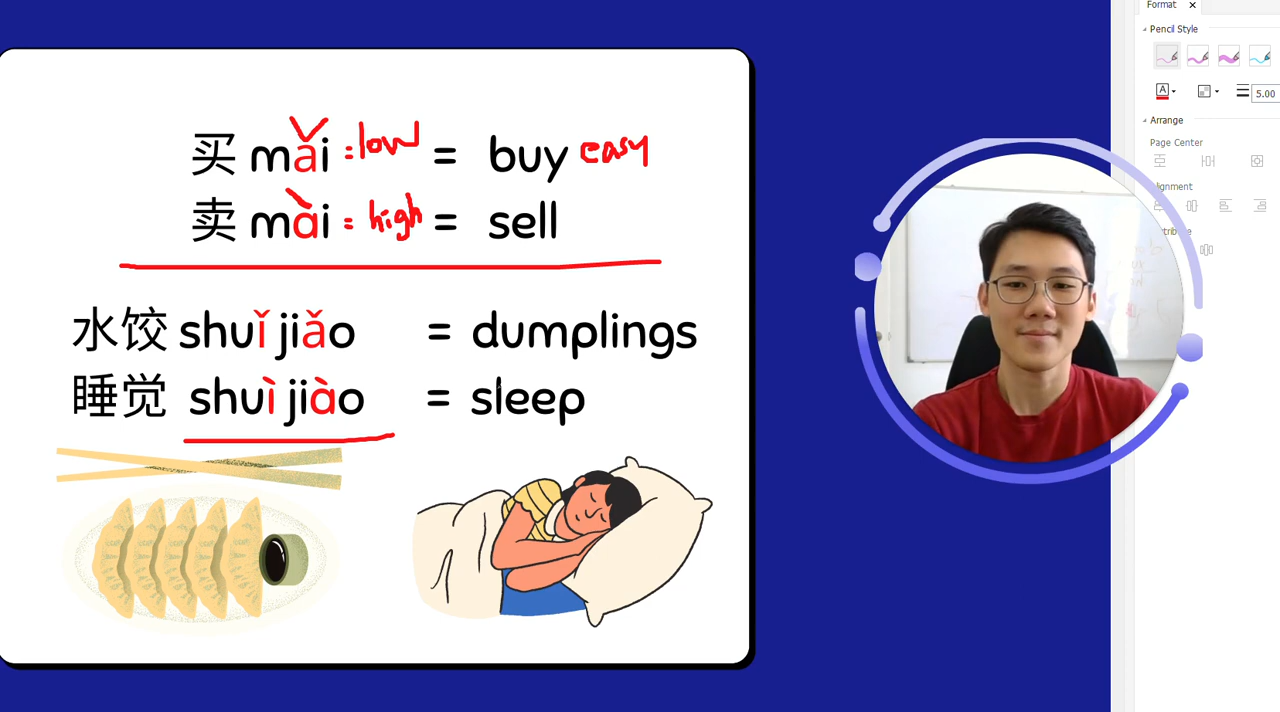 买 mǎi = low = buy easy
卖 mài = high = sell
水饺 shuǐ jiǎo = dumplings
睡觉 shuì jiào = sleep
Format ×
Pencil Style
A
5.00
Arrange
Page Center